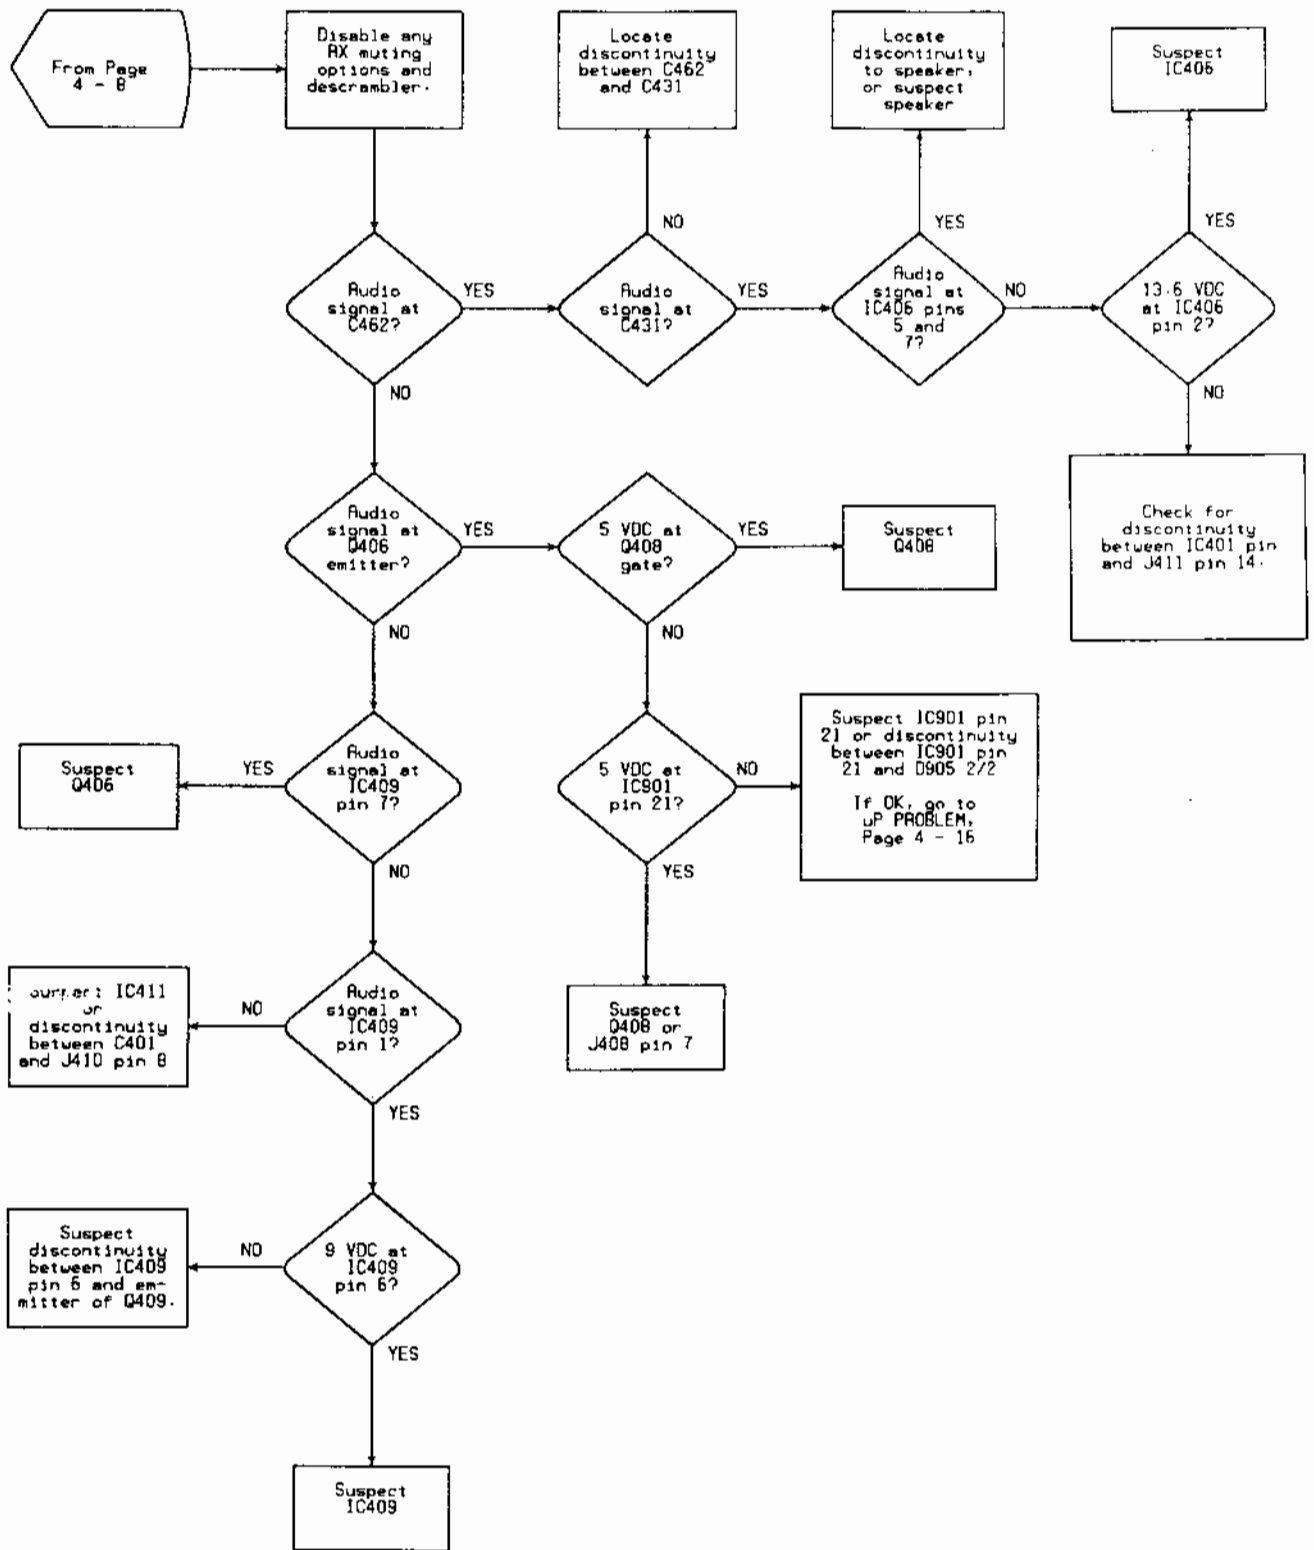 From Page
4 - 8
Disable any
RX muting
options and
descrambler.
Locate
discontinuity
between C462
and C431
Locate
discontinuity
to speaker,
or suspect
speaker
Suspect
IC406
NO
YES
YES
Audio
signal at
C462?
YES
Audio
signal at
C431?
YES
Audio
signal at
IC406 pins
5 and
7?
NO
13.6 VDC
at IC406
pin 2?
NO
NO
Check for
discontinuity
between IC401 pin
and J411 pin 14.
Audio
signal at
Q406
emitter?
YES
5 VDC at
Q408
gate?
YES
Suspect
Q408
NO
NO
Suspect
Q406
YES
Audio
signal at
IC409
pin 7?
5 VDC at
IC901
pin 21?
NO
Suspect IC901 pin
21 or discontinuity
between IC901 pin
21 and D905 2/2
If OK, go to
uP PROBLEM,
Page 4 - 16
NO
YES
Suspect IC411
or
discontinuity
between C401
and J410 pin 8
NO
Audio
signal at
IC409
pin 1?
Suspect
Q408 or
J408 pin 7
YES
Suspect
discontinuity
between IC409
pin 6 and em-
mitter of Q409.
NO
9 VDC at
IC409
pin 6?
YES
Suspect
IC409